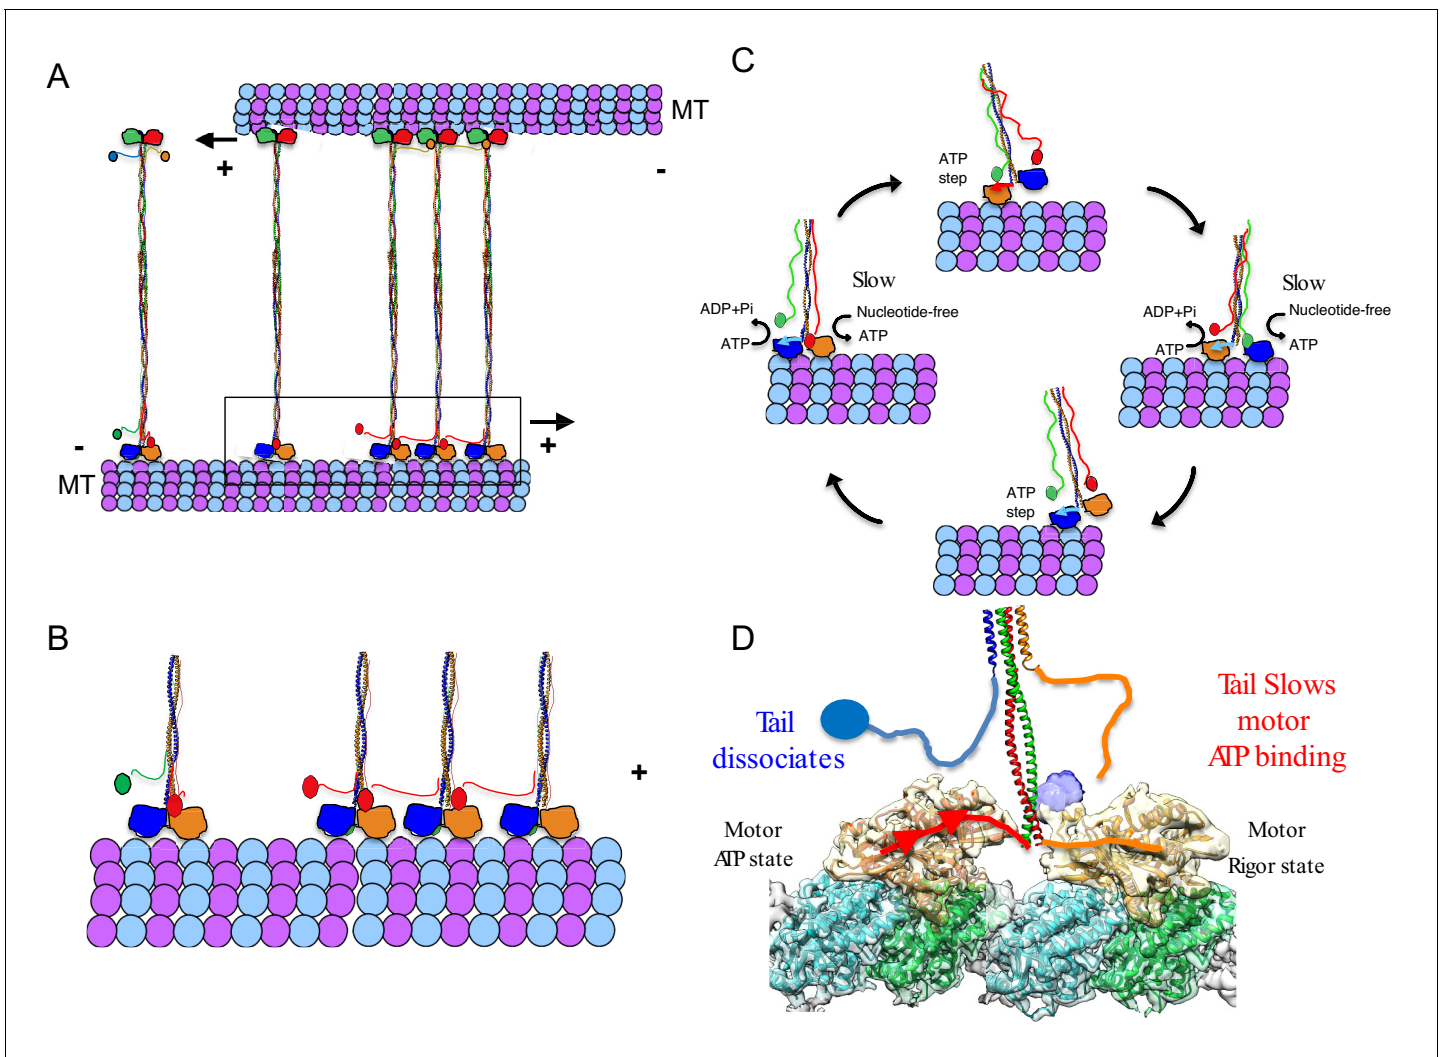 A
MT
+
-
-
+
MT
B
+
C
ATP
step
Slow
ADP+Pi
Nucleotide-free
ATP
ATP
Slow
ADP+Pi
Nucleotide-free
ATP
ATP
ATP
step
D
Tail
dissociates
Tail Slows
motor
ATP binding
Motor
ATP state
Motor
Rigor state